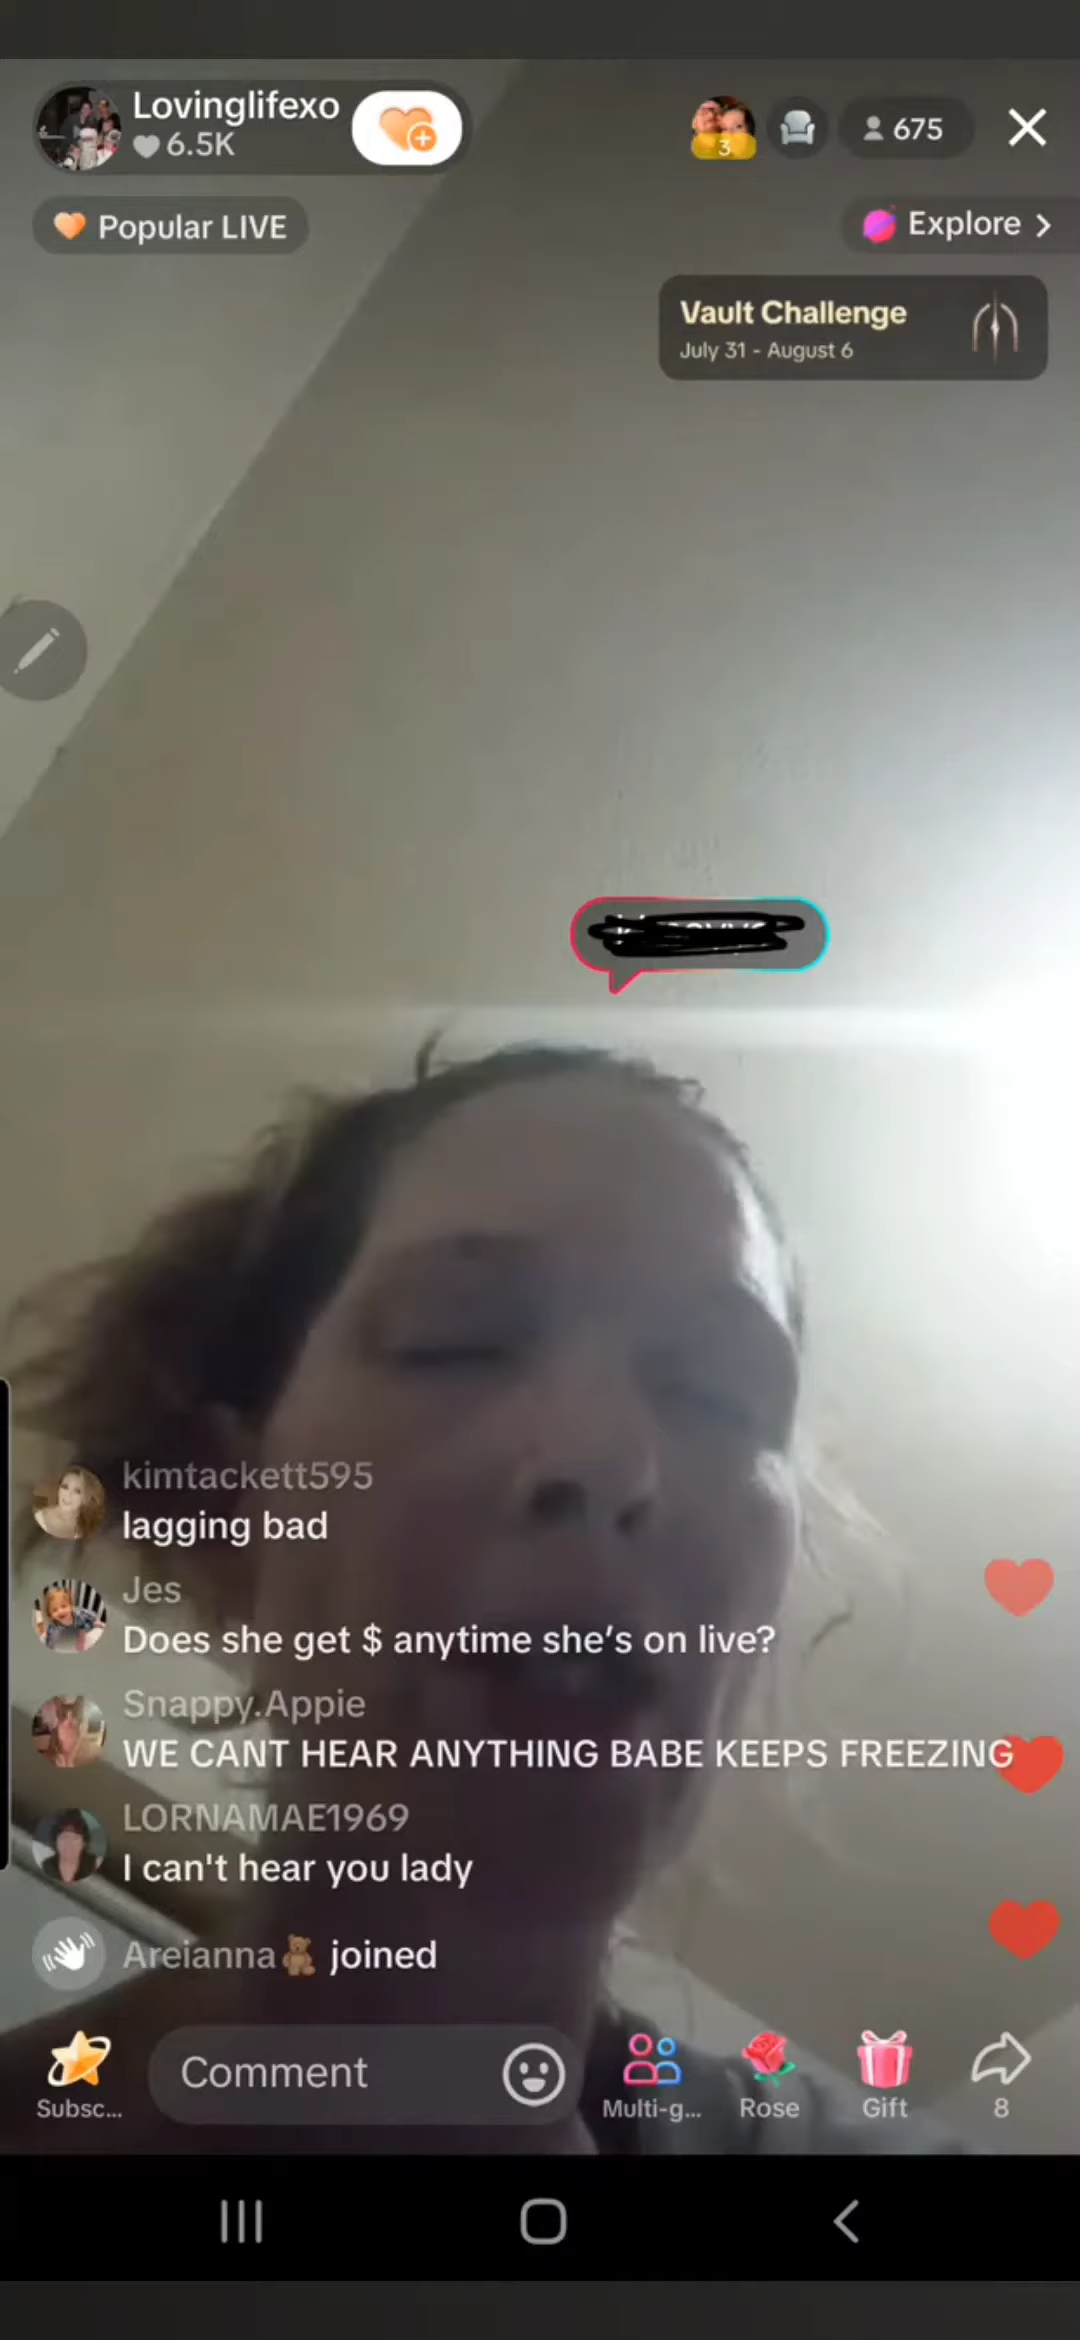 Lovinglifexo
6.5K
3
675
Popular LIVE
Explore >
Vault Challenge
July 31 - August 6
kimtackett595
lagging bad
Jes
Does she get $ anytime she’s on live?
Snappy.Appie
WE CANT HEAR ANYTHING BABE KEEPS FREEZING
LORNAMAE1969
I can't hear you lady
Areianna🧸 joined
Comment
Subsc...
Multi-g...
Rose
Gift
8